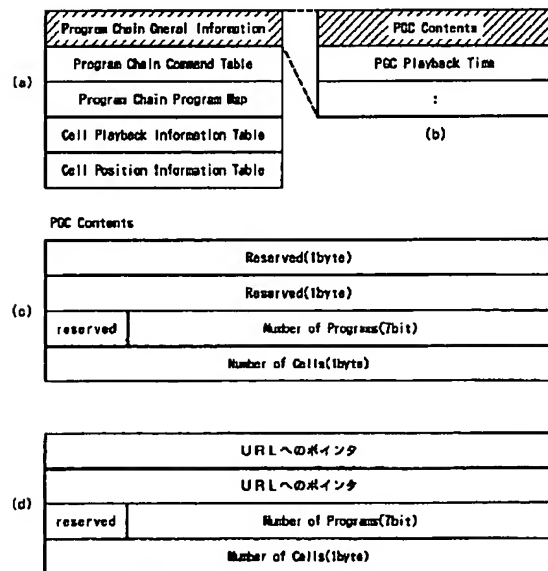 Program Chain Gneral Information
PGC Contents
(a)
Program Chain Command Table
PGC Playback Time
Program Chain Program Map
:
Cell Playback Information Table
(b)
Cell Position Information Table
PGC Contents
Reserved(1byte)
Reserved(1byte)
(c)
reserved
Number of Programs(7bit)
Number of Cells(1byte)
URLへのポインタ
URLへのポインタ
(d)
reserved
Number of Programs(7bit)
Number of Cells(1byte)